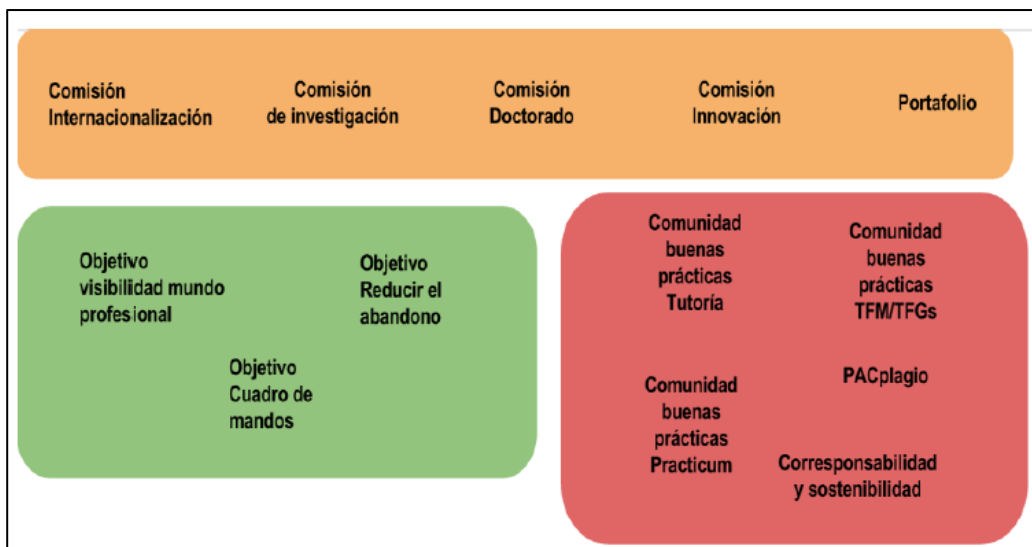 Comisión
Internacionalización
Comisión
de investigación
Comisión
Doctorado
Comisión
Innovación
Portafolio
Objetivo
visibilidad mundo
profesional
Objetivo
Reducir el
abandono
Objetivo
Cuadro de
mandos
Comunidad
buenas
prácticas
Tutoría
Comunidad
buenas
prácticas
TFM/TFGs
Comunidad
buenas
prácticas
Practicum
PACplagio
Corresponsabilidad
y sostenibilidad